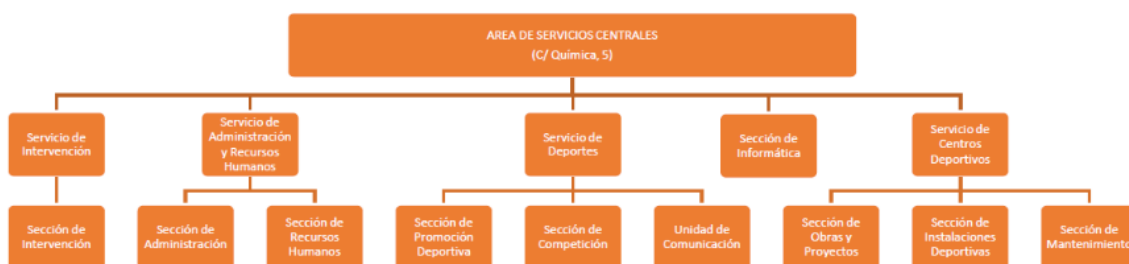 AREA DE SERVICIOS CENTRALES
(C/ Química, 5)
Servicio de
Intervención
Servicio de
Administración
y Recursos
Humanos
Servicio de
Deportes
Sección de
Informática
Servicio de
Centros
Deportivos
Sección de
Intervención
Sección de
Administración
Sección de
Recursos
Humanos
Sección de
Promoción
Deportiva
Sección de
Competición
Unidad de
Comunicación
Sección de
Obras y
Proyectos
Sección de
Instalaciones
Deportivas
Sección de
Mantenimiento